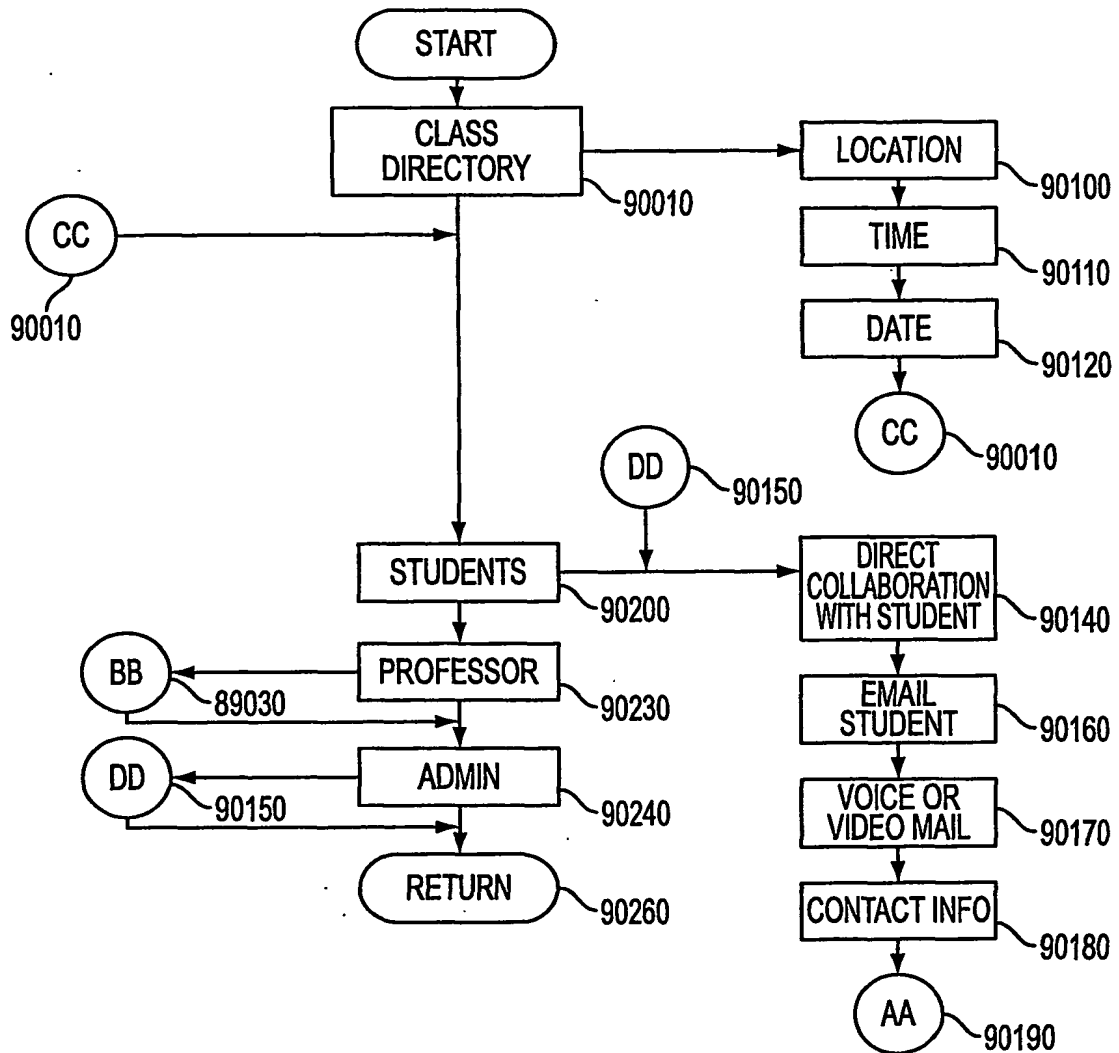 START
CLASS
DIRECTORY
90010
LOCATION
90100
TIME
90110
DATE
90120
CC
90010
CC
90010
DD
90150
STUDENTS
90200
DIRECT
COLLABORATION
WITH STUDENT
90140
EMAIL
STUDENT
90160
VOICE OR
VIDEO MAIL
90170
CONTACT INFO
90180
AA
90190
PROFESSOR
90230
BB
89030
ADMIN
90240
DD
90150
RETURN
90260